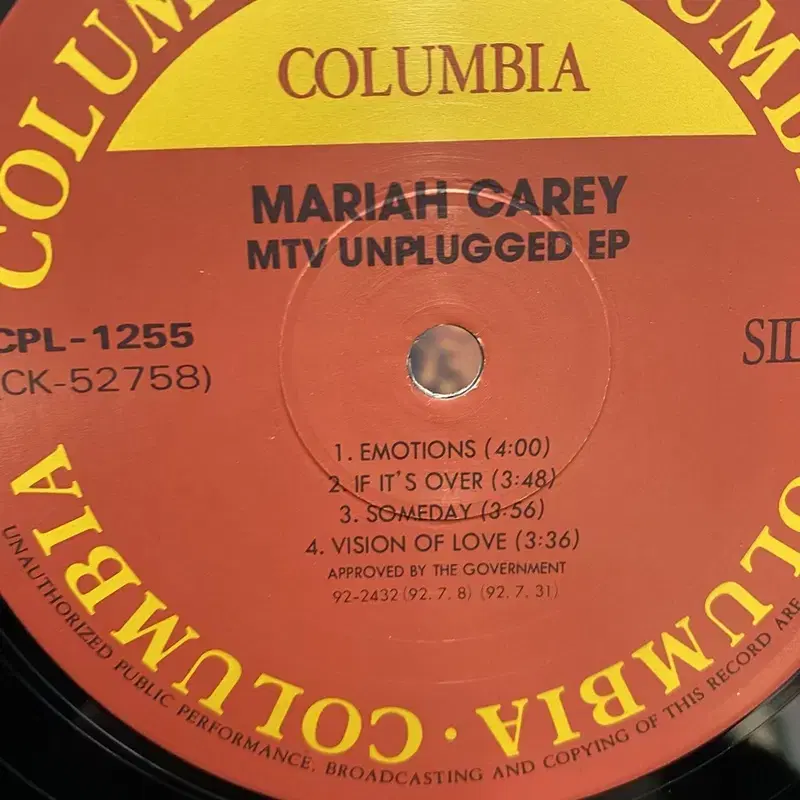 COLUMBIA
MARIAH CAREY
MTV UNPLUGGED EP
CPL-1255
CK-52758)
1. EMOTIONS (4:00)
2. IF IT'S OVER (3:48)
3. SOMEDAY (3:56)
4. VISION OF LOVE (3:36)
APPROVED BY THE GOVERNMENT
92-2432 (92. 7. 8) (92. 7. 31)
COLUMBIA · COLUMBIA
UNAUTHORIZED PUBLIC PERFORMANCE, BROADCASTING AND COPYING OF THIS RECORD ARE